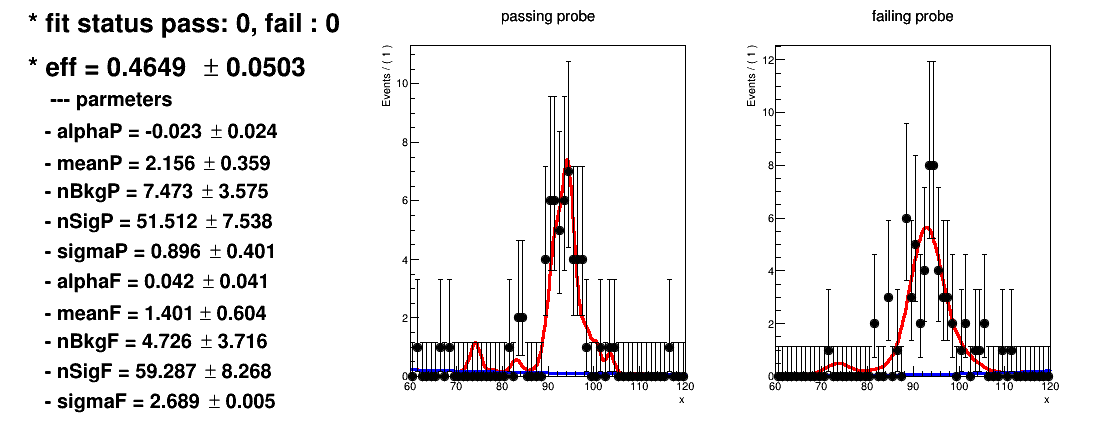 * fit status pass: 0, fail : 0
* eff = 0.4649 ± 0.0503
--- parmeters
- alphaP = -0.023 ± 0.024
- meanP = 2.156 ± 0.359
- nBkgP = 7.473 ± 3.575
- nSigP = 51.512 ± 7.538
- sigmaP = 0.896 ± 0.401
- alphaF = 0.042 ± 0.041
- meanF = 1.401 ± 0.604
- nBkgF = 4.726 ± 3.716
- nSigF = 59.287 ± 8.268
- sigmaF = 2.689 ± 0.005
passing probe
Events / ( 1 )
10
8
6
4
2
0
60 70 80 90 100 110 120
x
failing probe
Events / ( 1 )
12
10
8
6
4
2
0
60 70 80 90 100 110 120
x